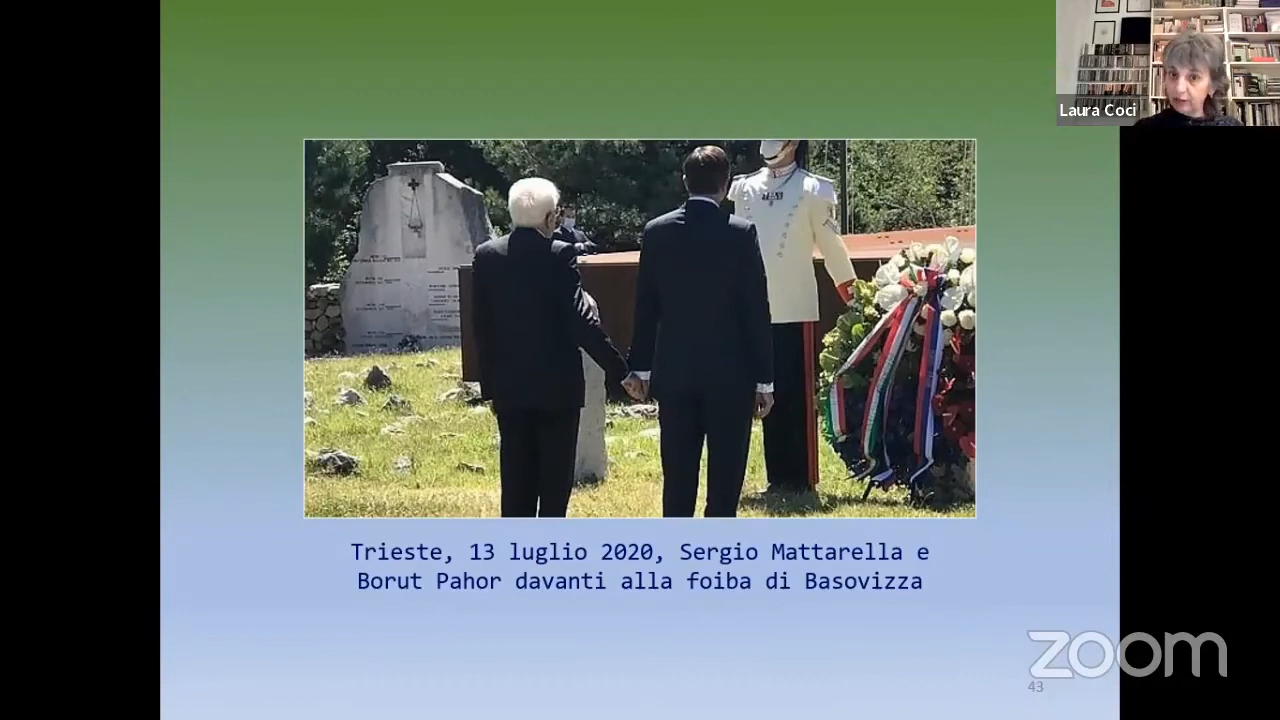 Laura Coci
Trieste, 13 luglio 2020, Sergio Mattarella e
Borut Pahor davanti alla foiba di Basovizza
zoom
43